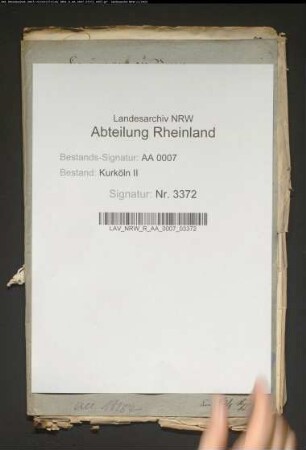 Landesarchiv NRW
Abteilung Rheinland
Bestands-Signatur: AA 0007
Bestand: Kurköln II
Signatur: Nr. 3372
LAV_NRW_R_AA_0007_03372